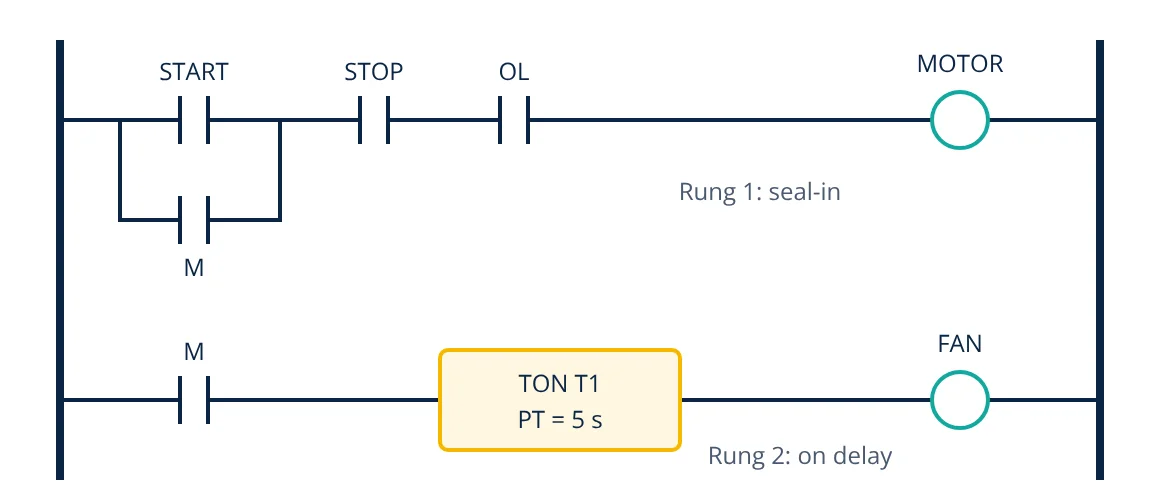 START
STOP
OL
MOTOR
Rung 1: seal-in
M
M
TON T1
PT = 5 s
FAN
Rung 2: on delay